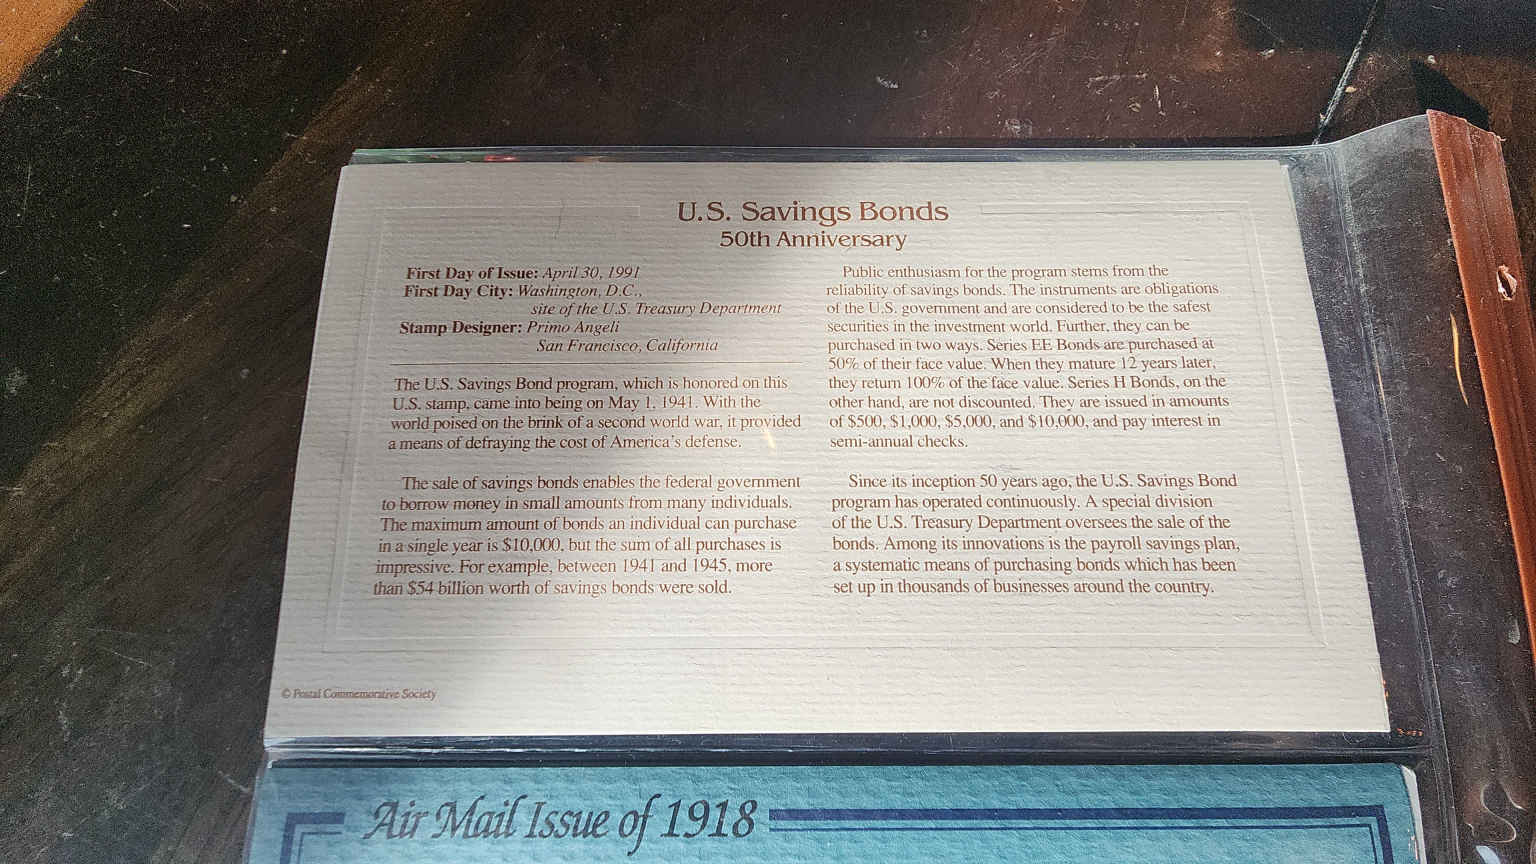 U.S. Savings Bonds
50th Anniversary
First Day of Issue: April 30, 1991
First Day City: Washington, D.C.,
site of the U.S. Treasury Department
Stamp Designer: Primo Angeli
San Francisco, California
The U.S. Savings Bond program, which is honored on this
U.S. stamp, came into being on May 1, 1941. With the
world poised on the brink of a second world war, it provided
a means of defraying the cost of America's defense.
The sale of savings bonds enables the federal government
to borrow money in small amounts from many individuals.
The maximum amount of bonds an individual can purchase
in a single year is $10,000, but the sum of all purchases is
impressive. For example, between 1941 and 1945, more
than $54 billion worth of savings bonds were sold.
Public enthusiasm for the program stems from the
reliability of savings bonds. The instruments are obligations
of the U.S. government and are considered to be the safest
securities in the investment world. Further, they can be
purchased in two ways. Series EE Bonds are purchased at
50% of their face value. When they mature 12 years later,
they return 100% of the face value. Series H Bonds, on the
other hand, are not discounted. They are issued in amounts
of $500, $1,000, $5,000, and $10,000, and pay interest in
semi-annual checks.
Since its inception 50 years ago, the U.S. Savings Bond
program has operated continuously. A special division
of the U.S. Treasury Department oversees the sale of the
bonds. Among its innovations is the payroll savings plan,
a systematic means of purchasing bonds which has been
set up in thousands of businesses around the country.
© Postal Commemorative Society
Air Mail Issue of 1918